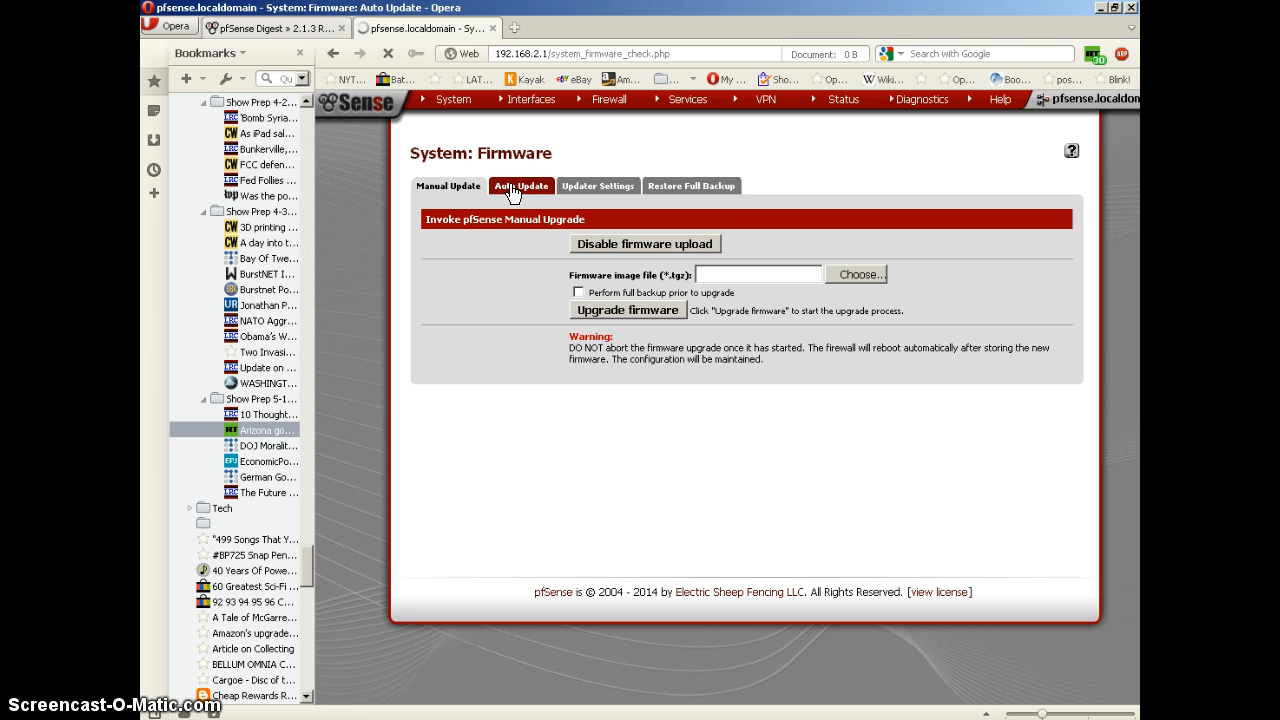 pfsense.localdomain - System: Firmware: Auto Update - Opera
Opera
pfSense Digest » 2.1.3 R...
pfsense.localdomain - Sy...
Bookmarks
Web
192.168.2.1/system_firmware_check.php
Document: 0 B
Search with Google
30
ABP
Qu
NYT...
Bat...
LAT...
Kayak
eBay
Am...
...
My ...
Sho...
Op...
Wiki...
Op...
Boo...
pos...
Blink!
Sense
System
Interfaces
Firewall
Services
VPN
Status
Diagnostics
Help
pfsense.localdom
Show Prep 4-2...
'Bomb Syria...
As iPad sal...
Bunkerville,...
FCC defen...
Fed Follies ...
Was the po...
Show Prep 4-3...
3D printing ...
A day into t...
Bay Of Twe...
BurstNET I...
Burstnet Po...
Jonathan P...
NATO Aggr...
Obama's W...
Two Invasi...
Update on ...
WASHINGT...
Show Prep 5-1...
10 Thought...
Arizona go...
DOJ Moralit...
EconomicPo...
German Go...
The Future ...
Tech
"499 Songs That Y...
#BP725 Snap Pen...
40 Years Of Powe...
60 Greatest Sci-Fi ...
92 93 94 95 96 C...
A Tale of McGarre...
Amazon's upgrade...
Article on Collecting
BELLUM OMNIA C...
Cargoe - Disc of t...
Cheap Rewards R...
System: Firmware
?
Manual Update
Auto Update
Updater Settings
Restore Full Backup
Invoke pfSense Manual Upgrade
Disable firmware upload
Firmware image file (*.tgz):
Choose...
Perform full backup prior to upgrade
Upgrade firmware
Click "Upgrade firmware" to start the upgrade process.
Warning:
DO NOT abort the firmware upgrade once it has started. The firewall will reboot automatically after storing the new
firmware. The configuration will be maintained.
pfSense is © 2004 - 2014 by Electric Sheep Fencing LLC. All Rights Reserved. [view license]
Screencast-O-Matic.com